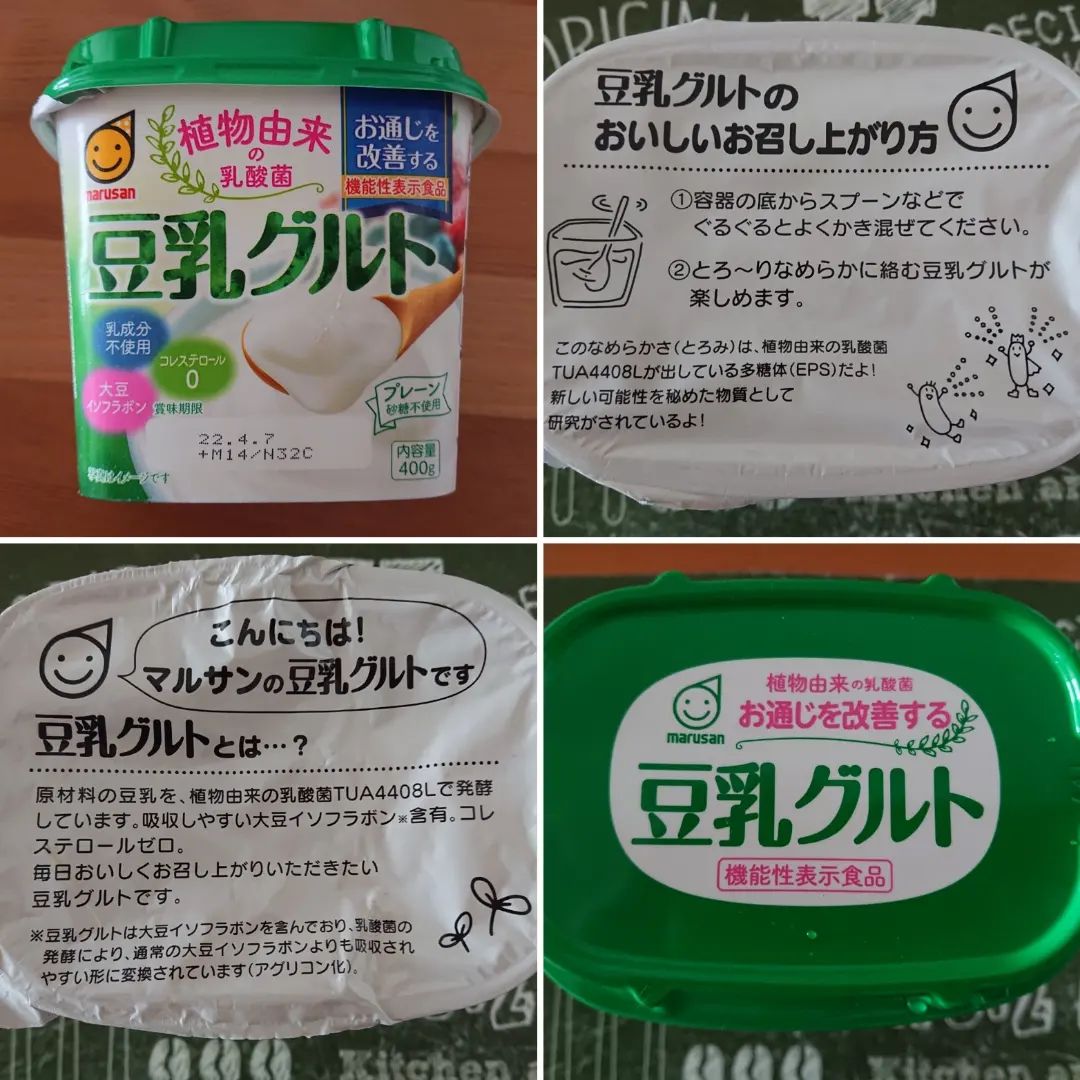 植物由来
の
乳酸菌
お通じを
改善する
機能性表示食品
marusan
豆乳グルト
乳成分
不使用
コレステロール
0
大豆
イソフラボン
賞味期限
プレーン
砂糖不使用
22.4.7
+M14/N32C
内容量
400g
イメージです
ORIGIN
SPECI
豆乳グルトの
おいしいお召し上がり方
①容器の底からスプーンなどで
ぐるぐるとよくかき混ぜてください。
②とろ～りなめらかに絡む豆乳グルトが
楽しめます。
このなめらかさ(とろみ)は、植物由来の乳酸菌
TUA4408Lが出している多糖体(EPS)だよ!
新しい可能性を秘めた物質として
研究がされているよ!
Kitchen an
こんにちは!
マルサンの豆乳グルトです
豆乳グルトとは…?
原材料の豆乳を、植物由来の乳酸菌TUA4408Lで発酵
しています。吸収しやすい大豆イソフラボン※含有。コレ
ステロールゼロ。
毎日おいしくお召し上がりいただきたい
豆乳グルトです。
※豆乳グルトは大豆イソフラボンを含んでおり、乳酸菌の
発酵により、通常の大豆イソフラボンよりも吸収され
やすい形に変換されています(アグリコン化)。
Kitchen a
marusan
植物由来の乳酸菌
お通じを改善する
豆乳グルト
機能性表示食品
Kitchen an